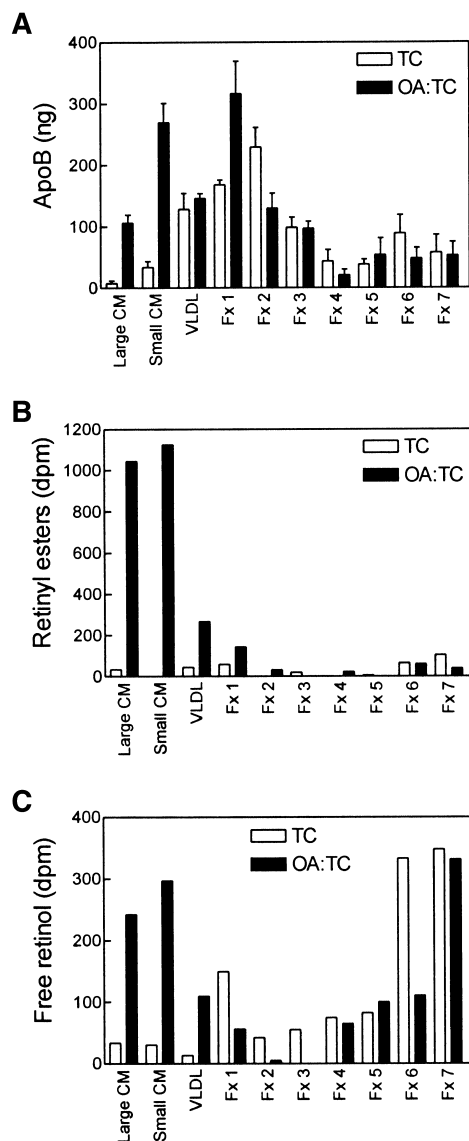 A
ApoB (ng)
400
300
200
100
0
TC
OA:TC
Large CM
Small CM
VLDL
Fx 1
Fx 2
Fx 3
Fx 4
Fx 5
Fx 6
Fx 7
B
Retinyl esters (dpm)
1200
1000
800
600
400
200
0
TC
OA:TC
Large CM
Small CM
VLDL
Fx 1
Fx 2
Fx 3
Fx 4
Fx 5
Fx 6
Fx 7
C
Free retinol (dpm)
400
300
200
100
0
TC
OA:TC
Large CM
Small CM
VLDL
Fx 1
Fx 2
Fx 3
Fx 4
Fx 5
Fx 6
Fx 7